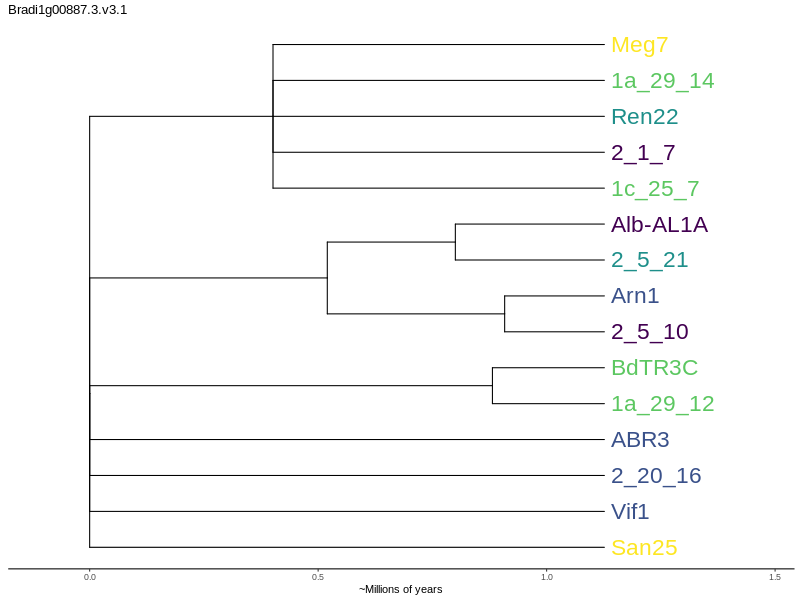 Bradi1g00887.3.v3.1
Meg7
1a_29_14
Ren22
2_1_7
1c_25_7
Alb-AL1A
2_5_21
Arn1
2_5_10
BdTR3C
1a_29_12
ABR3
2_20_16
Vif1
San25
0.0 0.5 1.0 1.5
~Millions of years